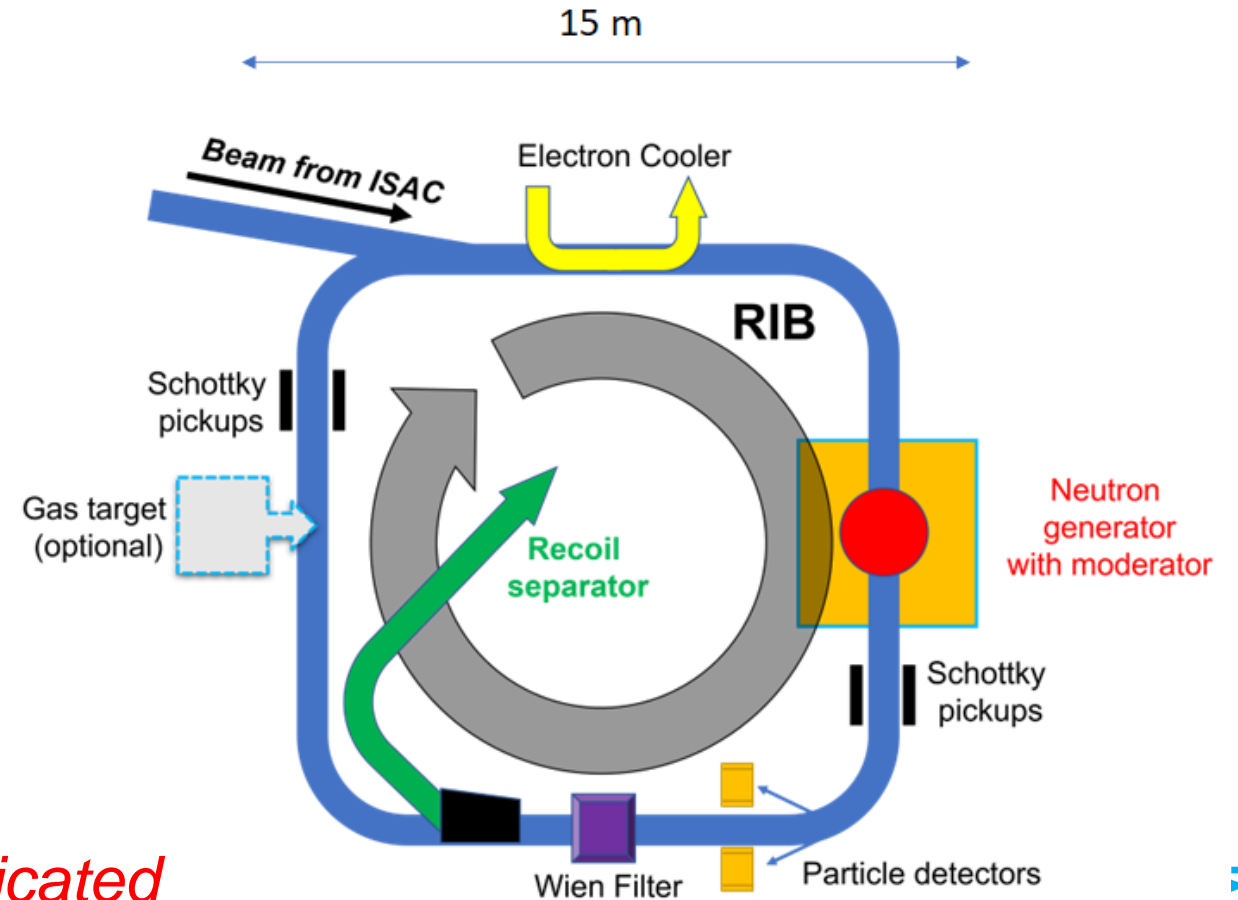 15 m
Beam from ISAC
Electron Cooler
RIB
Schottky
pickups
Gas target
(optional)
Neutron
generator
with moderator
Recoil
separator
Schottky
pickups
Particle detectors
Wien Filter
icated